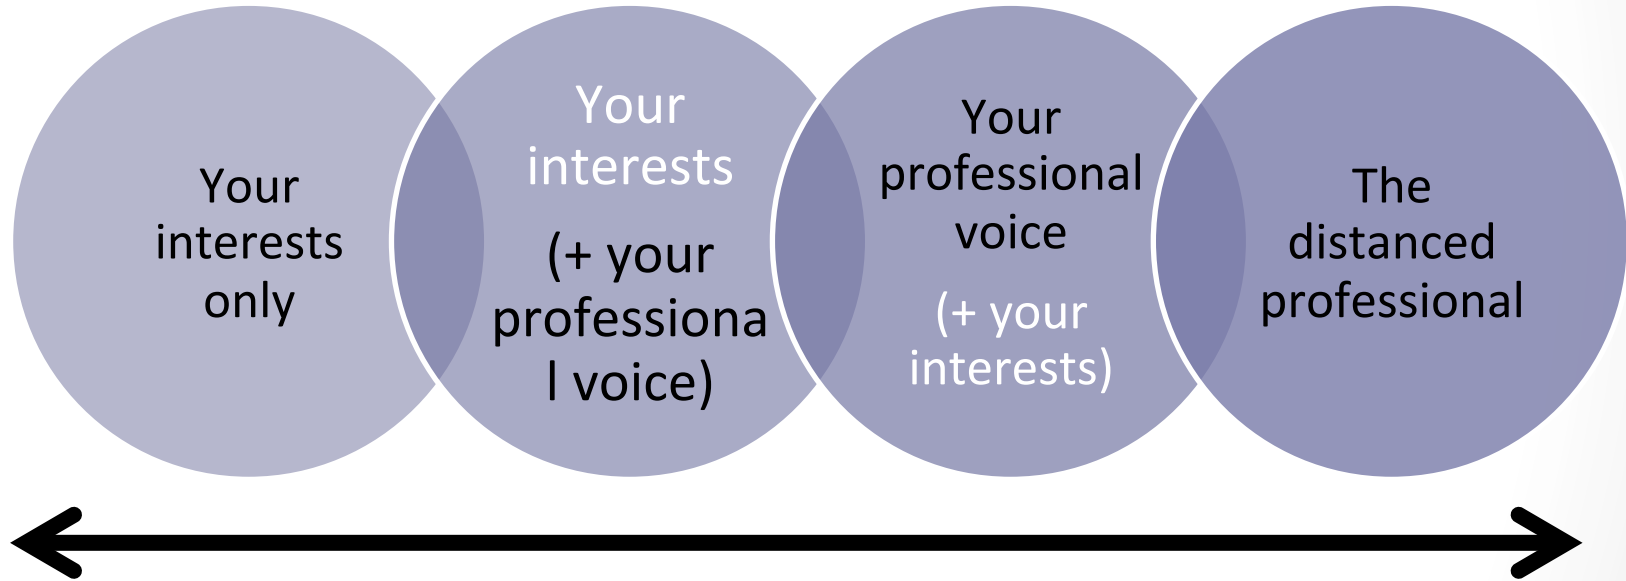 Your
interests
only
Your
interests
(+ your
professiona
l voice)
Your
professional
voice
(+ your
interests)
The
distanced
professional